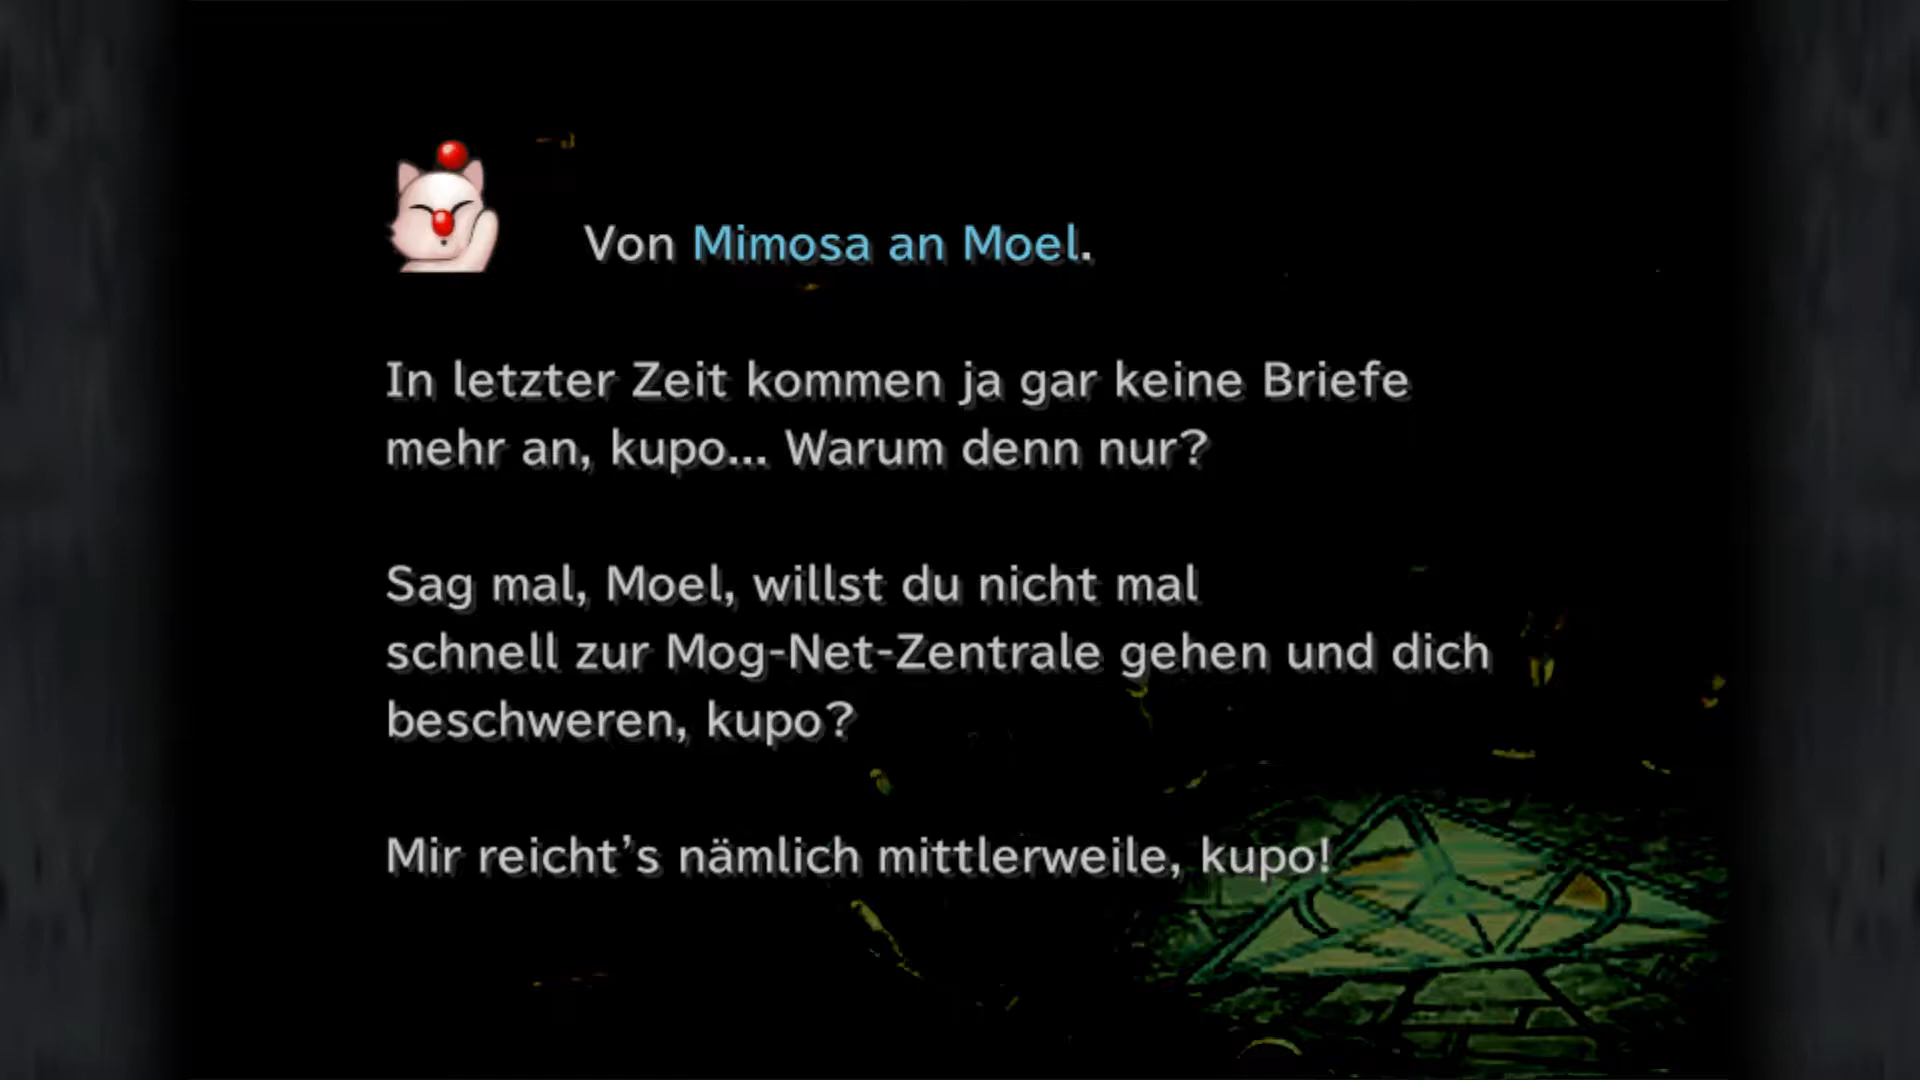 Von Mimosa an Moel.
In letzter Zeit kommen ja gar keine Briefe
mehr an, kupo... Warum denn nur?
Sag mal, Moel, willst du nicht mal
schnell zur Mog-Net-Zentrale gehen und dich
beschweren, kupo?
Mir reicht’s nämlich mittlerweile, kupo!